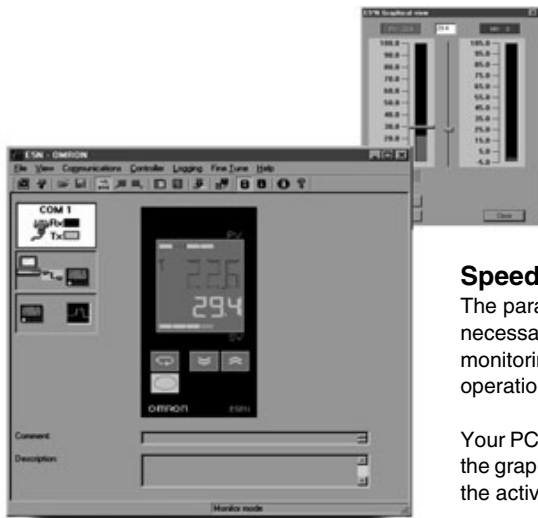 ESN Graphical view
100.0
90.0
80.0
70.0
60.0
50.0
40.0
30.0
20.0
105.0
95.0
85.0
75.0
65.0
55.0
45.0
35.0
25.0
15.0
5.0
-5.0
Close
ESN - OMRON
File View Communications Controller Logging Fine Tune Help
COM 1
Rx
Tx
PV
22.6
29.4
SV
OMRON
E5EN
Comment:
Description:
Monitor mode
Speed
The para
necessa
monitorin
operation
Your PC
the grap
the activ